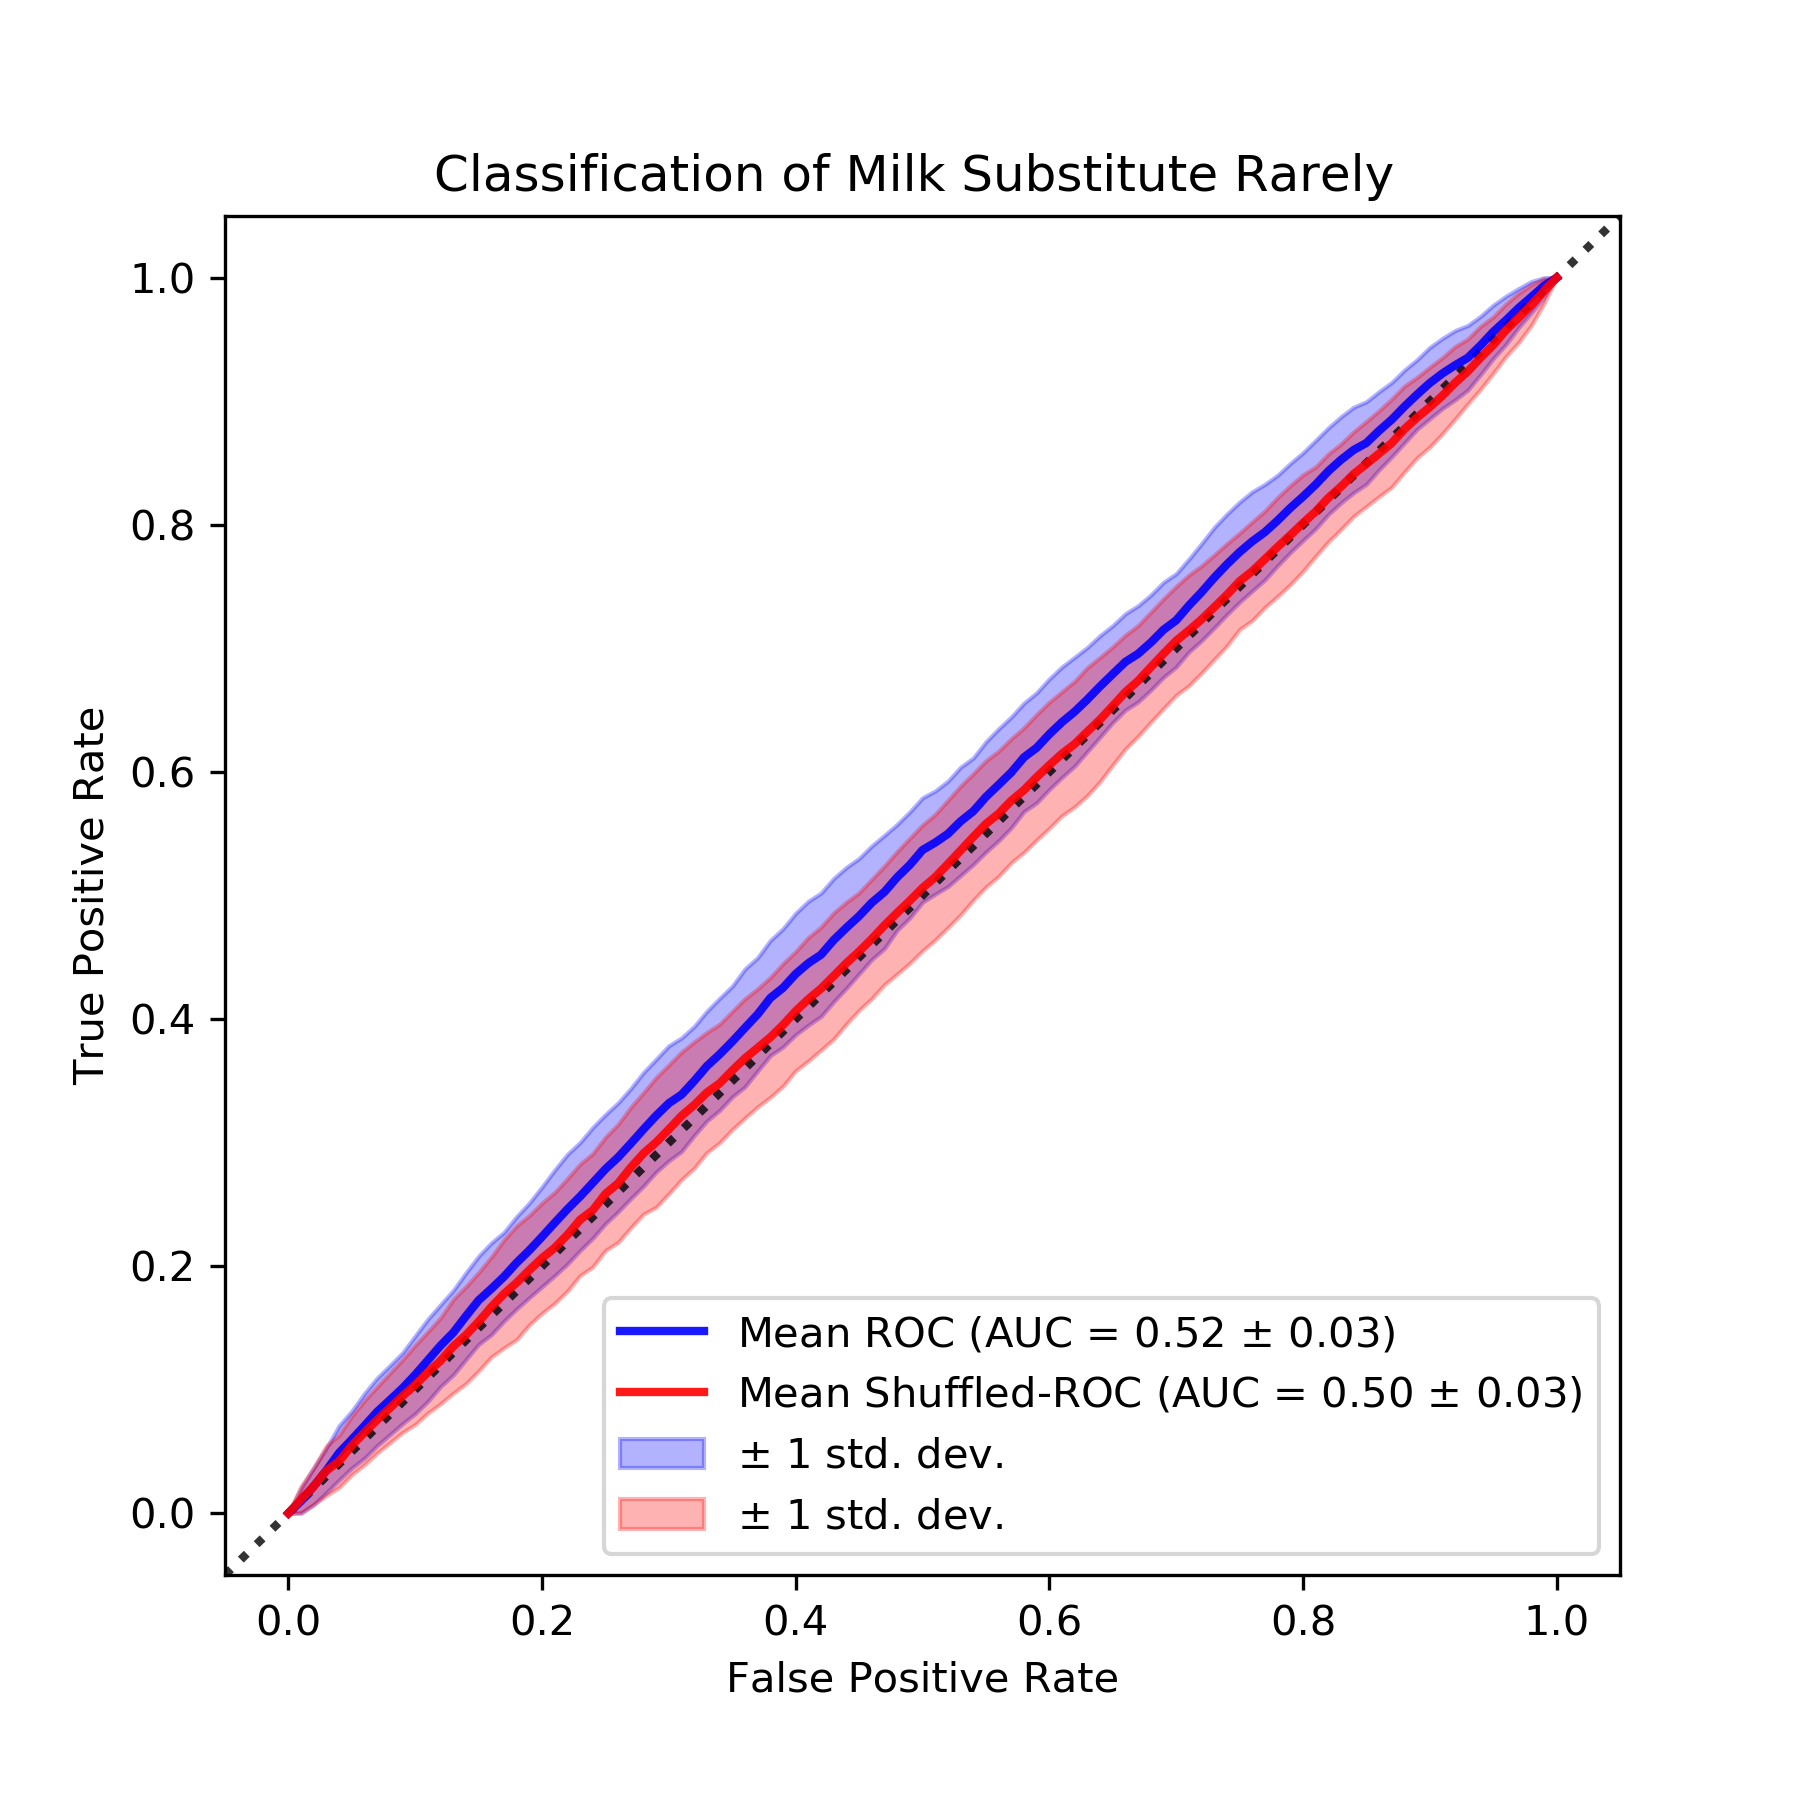 Classification of Milk Substitute Rarely
True Positive Rate
1.0
0.8
0.6
0.4
0.2
0.0
Mean ROC (AUC = 0.52 ± 0.03)
Mean Shuffled-ROC (AUC = 0.50 ± 0.03)
± 1 std. dev.
± 1 std. dev.
0.0 0.2 0.4 0.6 0.8 1.0
False Positive Rate